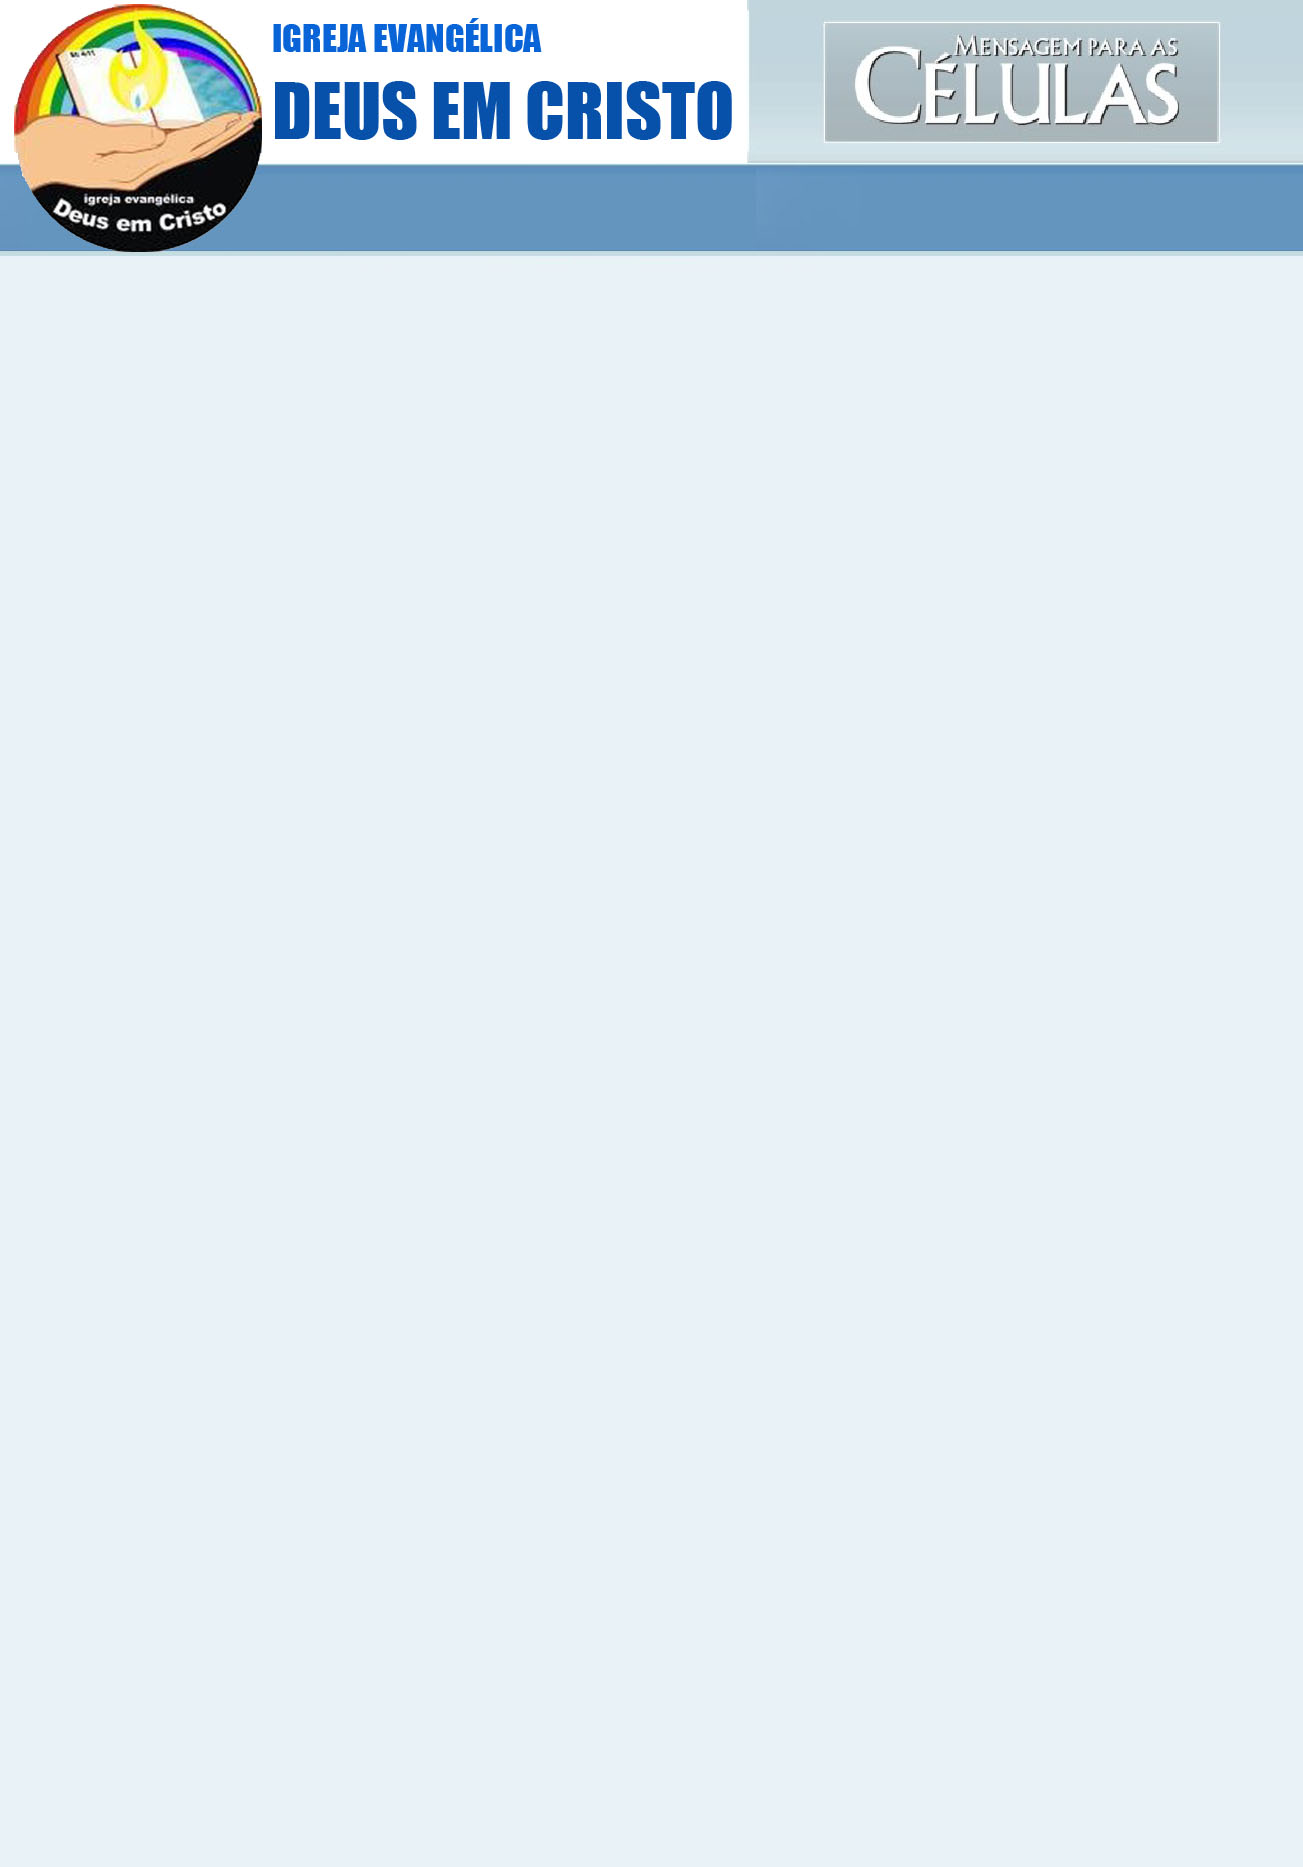 IGREJA EVANGÉLICA
DEUS EM CRISTO
MENSAGEM PARA AS
CÉLULAS
igreja evangélica
Deus em Cristo